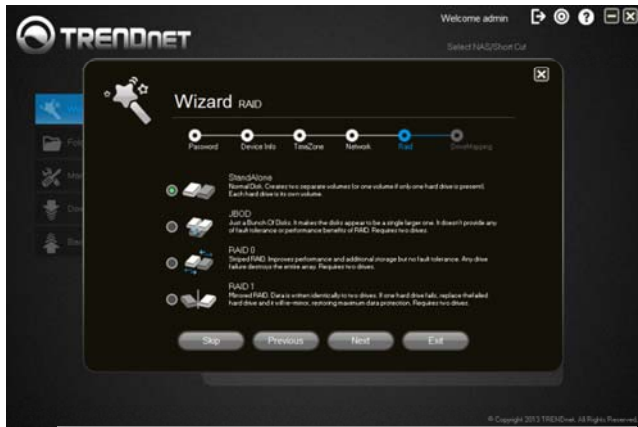 TRENDnet
Welcome admin
Select NAS/Short Cut
Wizard RAID
Password
Device Info
TimeZone
Network
Raid
DriveMapping
StandAlone
Normal Disk. Creates two separate volumes (or one volume if only one hard drive is present).
Each hard drive is its own volume.
JBOD
Just a Bunch Of Disks. It makes the disks appear to be a single larger one. It doesn't provide any
of fault tolerance or performance benefits of RAID. Requires two drives.
RAID 0
Striped RAID. Improves performance and additional storage but no fault tolerance. Any drive
failure destroys the entire array. Requires two drives.
RAID 1
Mirrored RAID. Data is written identically to two drives. If one hard drive fails, replace the failed
hard drive and it will re-mirror, restoring maximum data protection. Requires two drives.
Skip
Previous
Next
Exit
© Copyright 2013 TRENDnet. All Rights Reserved.